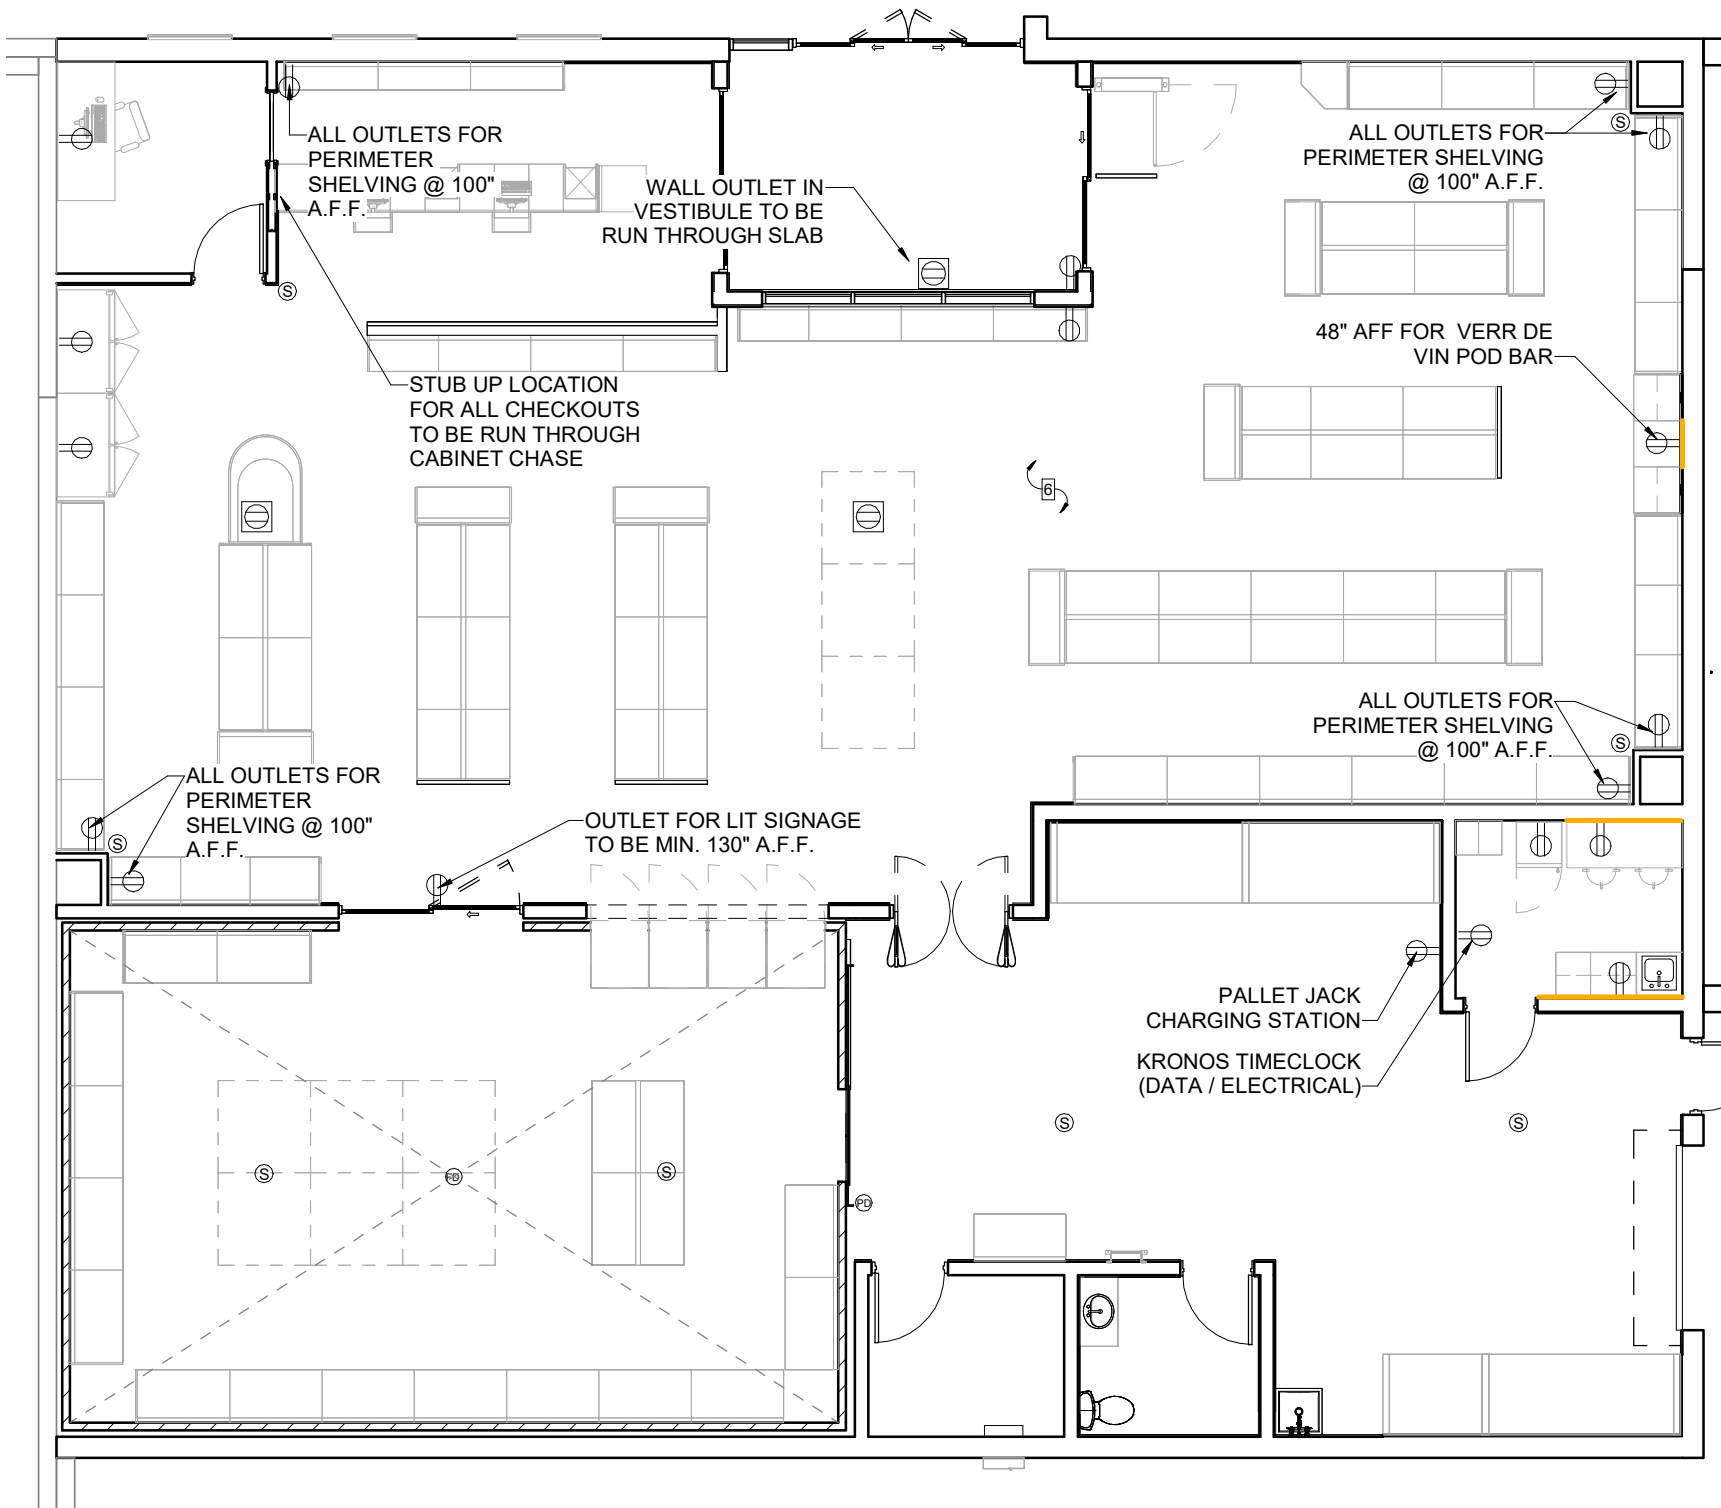 ALL OUTLETS FOR
PERIMETER
SHELVING @ 100"
A.F.F.
WALL OUTLET IN
VESTIBULE TO BE
RUN THROUGH SLAB
ALL OUTLETS FOR
PERIMETER SHELVING
@ 100" A.F.F.
S
S
48" AFF FOR VERR DE
VIN POD BAR
STUB UP LOCATION
FOR ALL CHECKOUTS
TO BE RUN THROUGH
CABINET CHASE
6
ALL OUTLETS FOR
PERIMETER SHELVING
@ 100" A.F.F.
S
ALL OUTLETS FOR
PERIMETER
SHELVING @ 100"
A.F.F.
S
OUTLET FOR LIT SIGNAGE
TO BE MIN. 130" A.F.F.
PALLET JACK
CHARGING STATION
KRONOS TIMECLOCK
(DATA / ELECTRICAL)
S
S
S
PD
S
PD